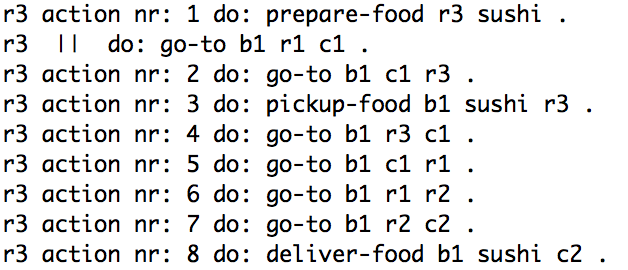 r3 action nr: 1 do: prepare-food r3 sushi .
r3  ||  do: go-to b1 r1 c1 .
r3 action nr: 2 do: go-to b1 c1 r3 .
r3 action nr: 3 do: pickup-food b1 sushi r3 .
r3 action nr: 4 do: go-to b1 r3 c1 .
r3 action nr: 5 do: go-to b1 c1 r1 .
r3 action nr: 6 do: go-to b1 r1 r2 .
r3 action nr: 7 do: go-to b1 r2 c2 .
r3 action nr: 8 do: deliver-food b1 sushi c2 .